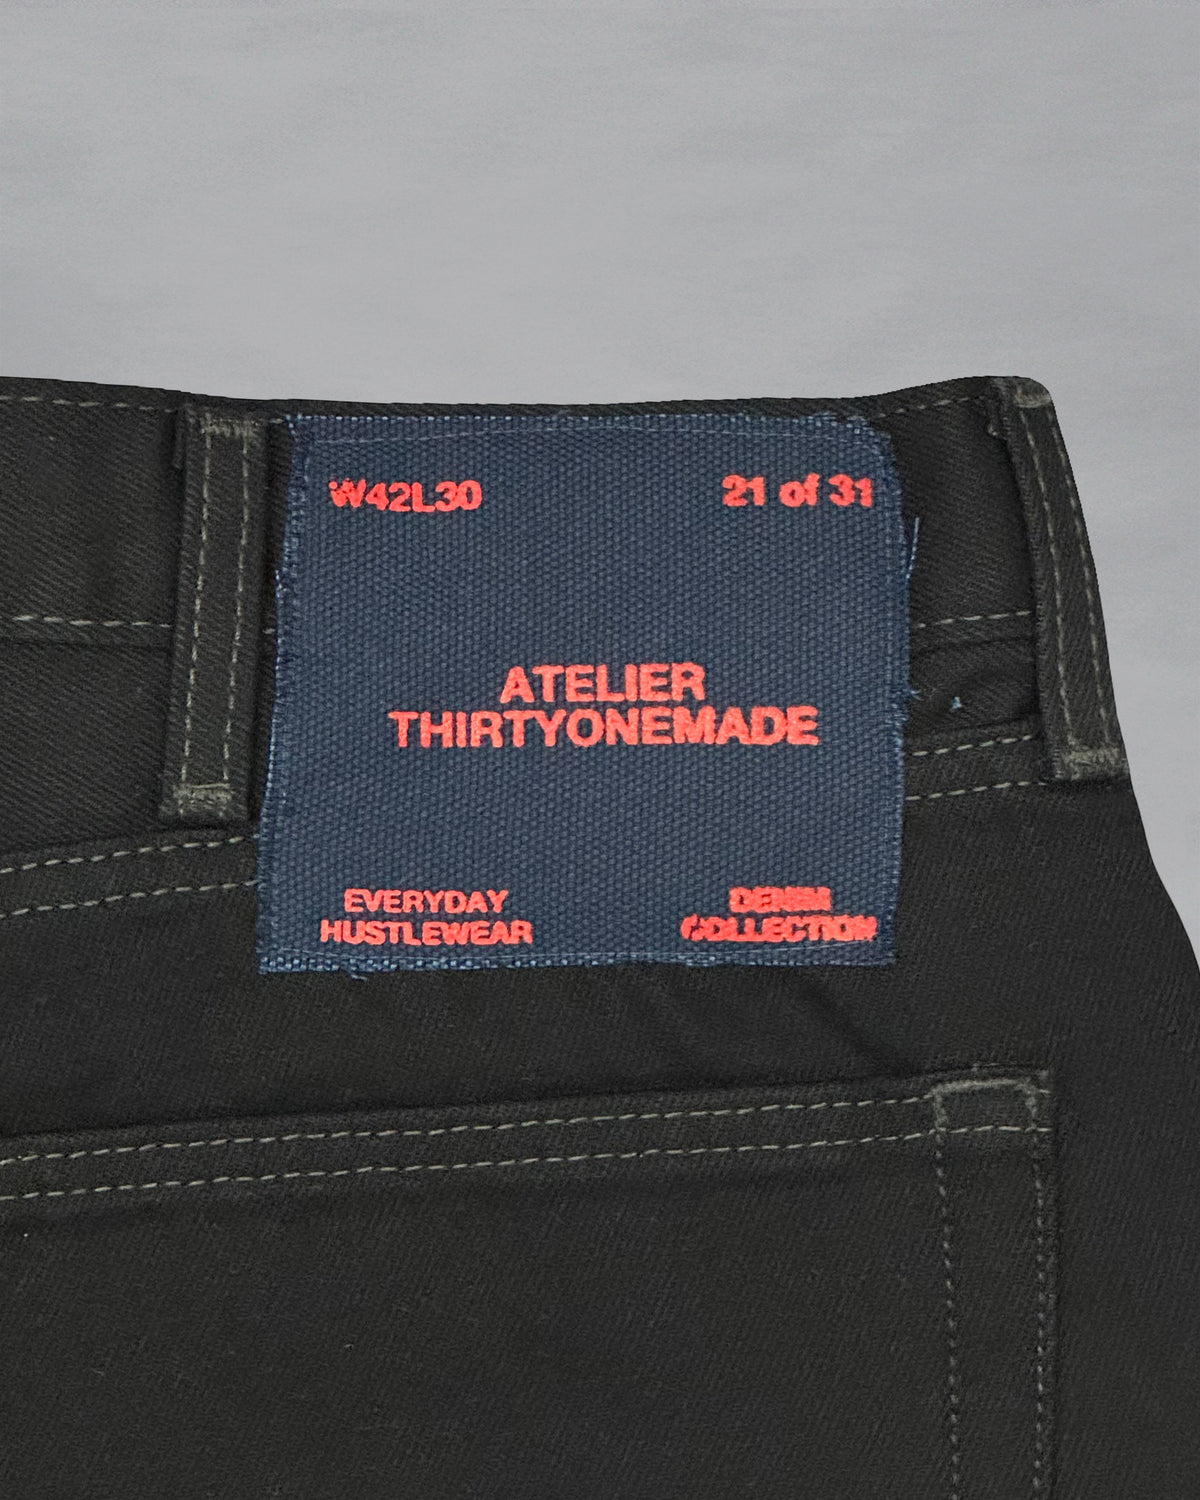 W42L30
21 of 31
ATELIER
THIRTYONEMADE
EVERYDAY
HUSTLEWEAR
DENIM
COLLECTION